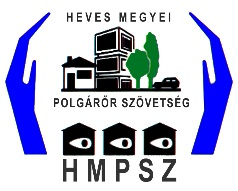 HEVES MEGYEI
POLGÁRŐR SZÖVETSÉG
HMPSZ